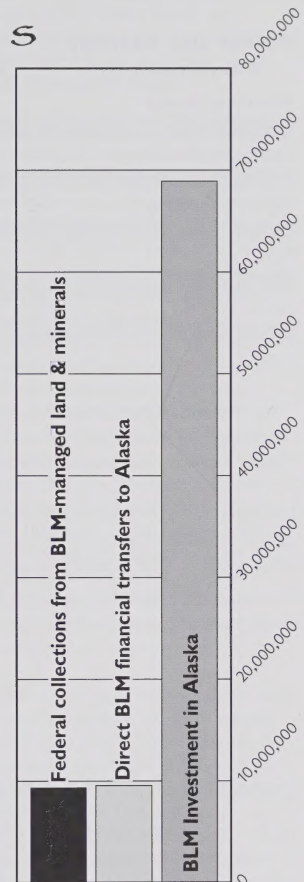 S
Federal collections from BLM-managed land & minerals
Direct BLM financial transfers to Alaska
BLM Investment in Alaska
0
10,000,000
20,000,000
30,000,000
40,000,000
50,000,000
60,000,000
70,000,000
80,000,000